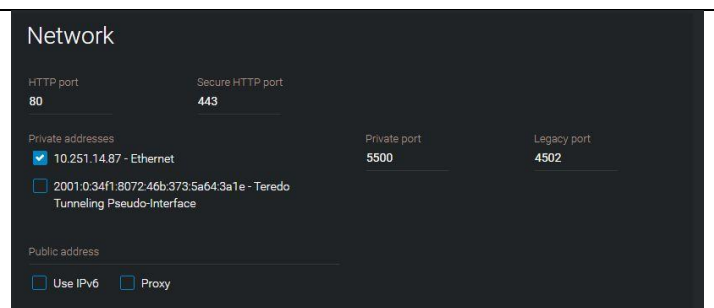 Network
HTTP port
Secure HTTP port
80
443
Private addresses
Private port
Legacy port
10.251.14.87 - Ethernet
5500
4502
2001:0:34f1:8072:46b:373:5a64:3a1e - Teredo
Tunneling Pseudo-Interface
Public address
Use IPv6
Proxy